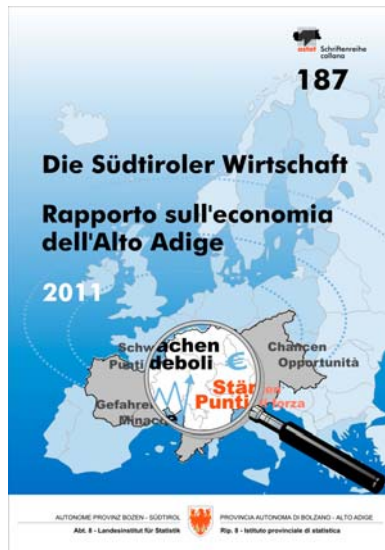 astat Schriftenreihe
collana
187
Die Südtiroler Wirtschaft
Rapporto sull'economia
dell'Alto Adige
2011
Schwachen
Punti deboli
€
Chancen
Opportunità
Stärken
Punti di forza
Gefahren
Minacce
AUTONOME PROVINZ BOZEN - SÜDTIROL
Abt. 8 - Landesinstitut für Statistik
PROVINCIA AUTONOMA DI BOLZANO - ALTO ADIGE
Rip. 8 - Istituto provinciale di statistica